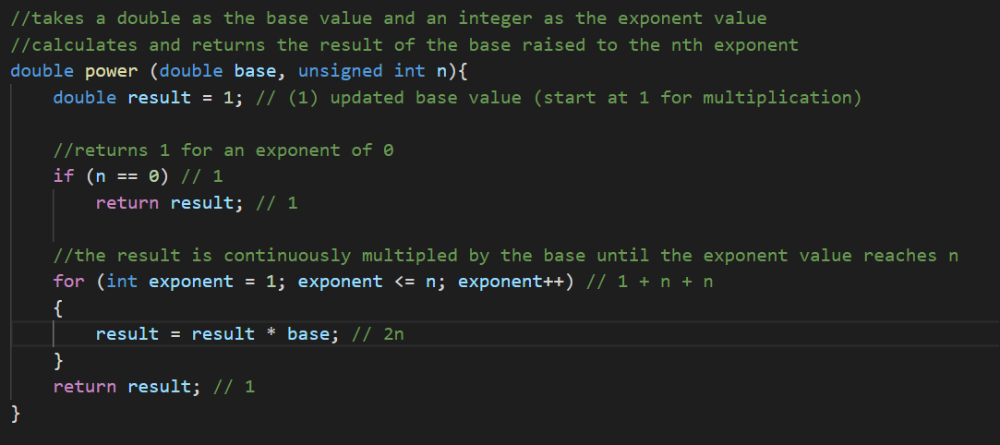 //takes a double as the base value and an integer as the exponent value
//calculates and returns the result of the base raised to the nth exponent
double power (double base, unsigned int n){
    double result = 1; // (1) updated base value (start at 1 for multiplication)
    //returns 1 for an exponent of 0
    if (n == 0) // 1
        return result; // 1
    //the result is continuously multipled by the base until the exponent value reaches n
    for (int exponent = 1; exponent <= n; exponent++) // 1 + n + n
    {
        result = result * base; // 2n
    }
    return result; // 1
}